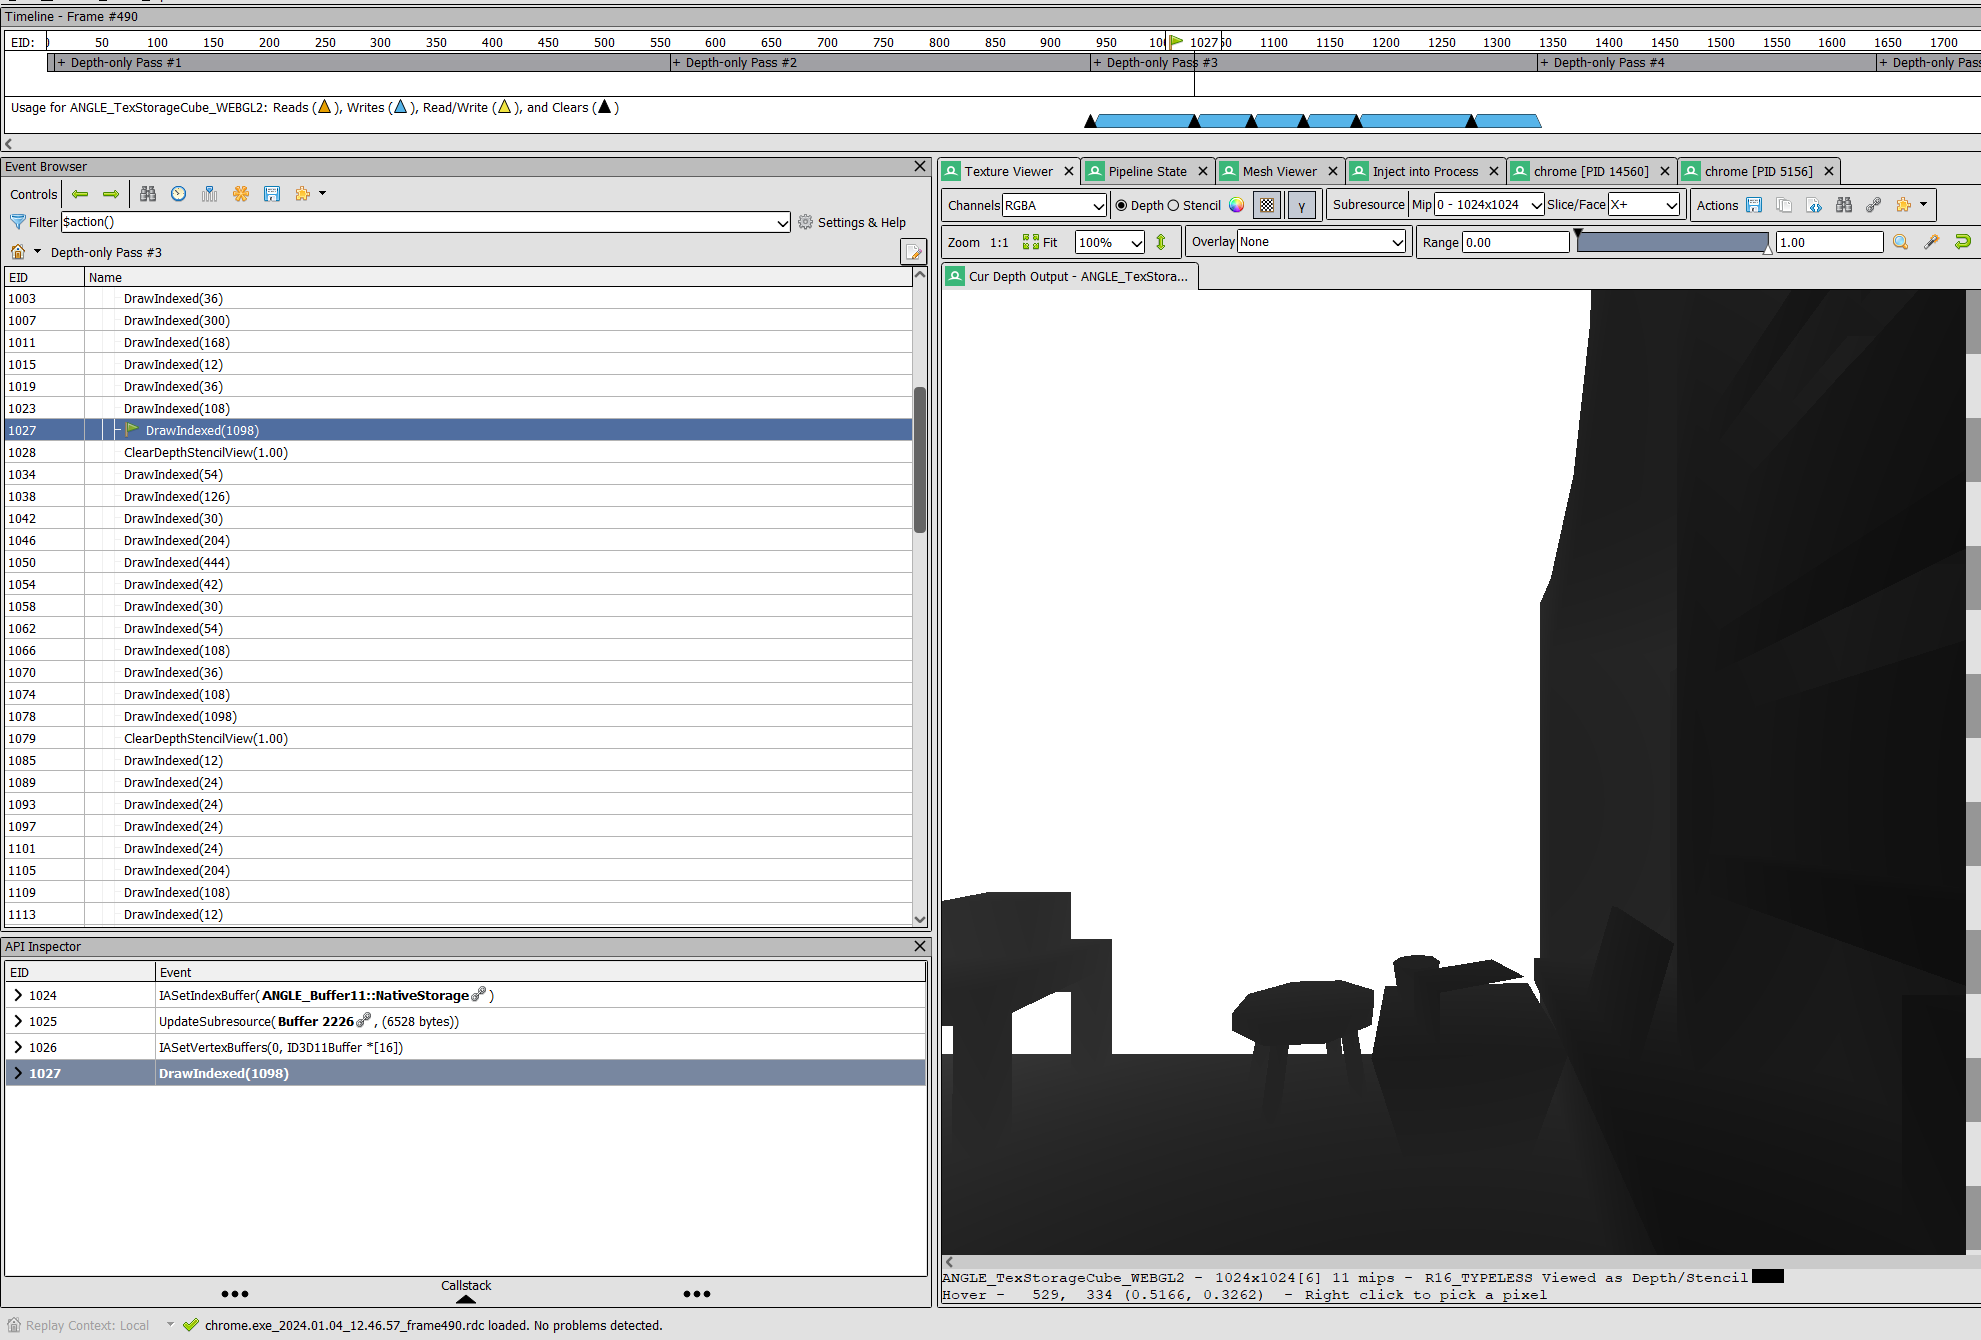 Timeline - Frame #490
EID: 50 100 150 200 250 300 350 400 450 500 550 600 650 700 750 800 850 900 950 1027 1100 1150 1200 1250 1300 1350 1400 1450 1500 1550 1600 1650 1700
+ Depth-only Pass #1 + Depth-only Pass #2 + Depth-only Pass #3 + Depth-only Pass #4 + Depth-only Pas
Usage for ANGLE_TexStorageCube_WEBGL2: Reads ( ), Writes ( ), Read/Write ( ), and Clears ( )
Event Browser
Controls
Filter $action() Settings & Help
Depth-only Pass #3
EID Name
1003 DrawIndexed(36)
1007 DrawIndexed(300)
1011 DrawIndexed(168)
1015 DrawIndexed(12)
1019 DrawIndexed(36)
1023 DrawIndexed(108)
1027 DrawIndexed(1098)
1028 ClearDepthStencilView(1.00)
1034 DrawIndexed(54)
1038 DrawIndexed(126)
1042 DrawIndexed(30)
1046 DrawIndexed(204)
1050 DrawIndexed(444)
1054 DrawIndexed(42)
1058 DrawIndexed(30)
1062 DrawIndexed(54)
1066 DrawIndexed(108)
1070 DrawIndexed(36)
1074 DrawIndexed(108)
1078 DrawIndexed(1098)
1079 ClearDepthStencilView(1.00)
1085 DrawIndexed(12)
1089 DrawIndexed(24)
1093 DrawIndexed(24)
1097 DrawIndexed(24)
1101 DrawIndexed(24)
1105 DrawIndexed(204)
1109 DrawIndexed(108)
1113 DrawIndexed(12)
API Inspector
EID Event
1024 IASetIndexBuffer( ANGLE_Buffer11::NativeStorage )
1025 UpdateSubresource( Buffer 2226 , (6528 bytes))
1026 IASetVertexBuffers(0, ID3D11Buffer *[16])
1027 DrawIndexed(1098)
Callstack
Texture Viewer Pipeline State Mesh Viewer Inject into Process chrome [PID 14560] chrome [PID 5156]
Channels RGBA Depth Stencil γ Subresource Mip 0 - 1024x1024 Slice/Face X+ Actions
Zoom 1:1 Fit 100% Overlay None Range 0.00 1.00
Cur Depth Output - ANGLE_TexStora...
ANGLE_TexStorageCube_WEBGL2 - 1024x1024[6] 11 mips - R16_TYPELESS Viewed as Depth/Stencil
Hover - 529, 334 (0.5166, 0.3262) - Right click to pick a pixel
Replay Context: Local chrome.exe_2024.01.04_12.46.57_frame490.rdc loaded. No problems detected.